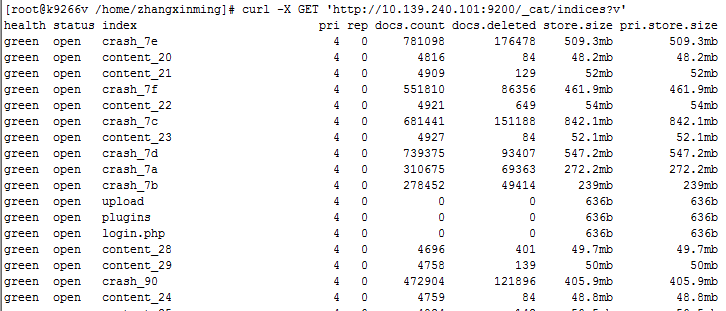 [root@k9266v /home/zhangxinming]# curl -X GET 'http://10.139.240.101:9200/_cat/indices?v'
health status index pri rep docs.count docs.deleted store.size pri.store.size
green open crash_7e 4 0 781098 176478 509.3mb 509.3mb
green open content_20 4 0 4816 84 48.2mb 48.2mb
green open content_21 4 0 4909 129 52mb 52mb
green open crash_7f 4 0 551810 86356 461.9mb 461.9mb
green open content_22 4 0 4921 649 54mb 54mb
green open crash_7c 4 0 681441 151188 842.1mb 842.1mb
green open content_23 4 0 4927 84 52.1mb 52.1mb
green open crash_7d 4 0 739375 93407 547.2mb 547.2mb
green open crash_7a 4 0 310675 69363 272.2mb 272.2mb
green open crash_7b 4 0 278452 49414 239mb 239mb
green open upload 4 0 0 0 636b 636b
green open plugins 4 0 0 0 636b 636b
green open login.php 4 0 0 0 636b 636b
green open content_28 4 0 4696 401 49.7mb 49.7mb
green open content_29 4 0 4758 139 50mb 50mb
green open crash_90 4 0 472904 121896 405.9mb 405.9mb
green open content_24 4 0 4759 84 48.8mb 48.8mb